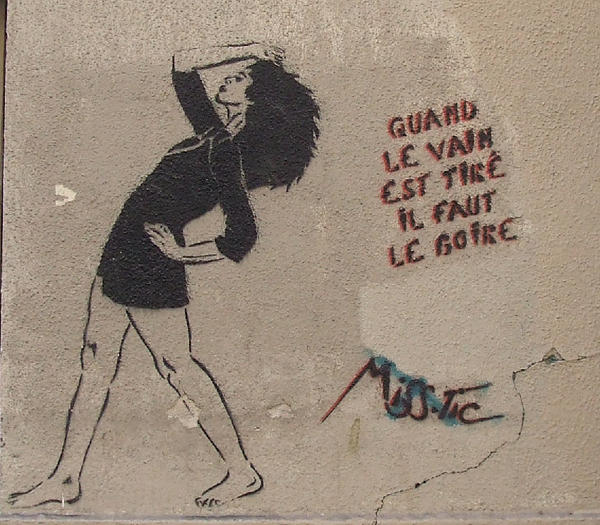 QUAND
LE VAIN
EST TIRÉ
iL FAUT
LE BOIRE
MiSS.TiC